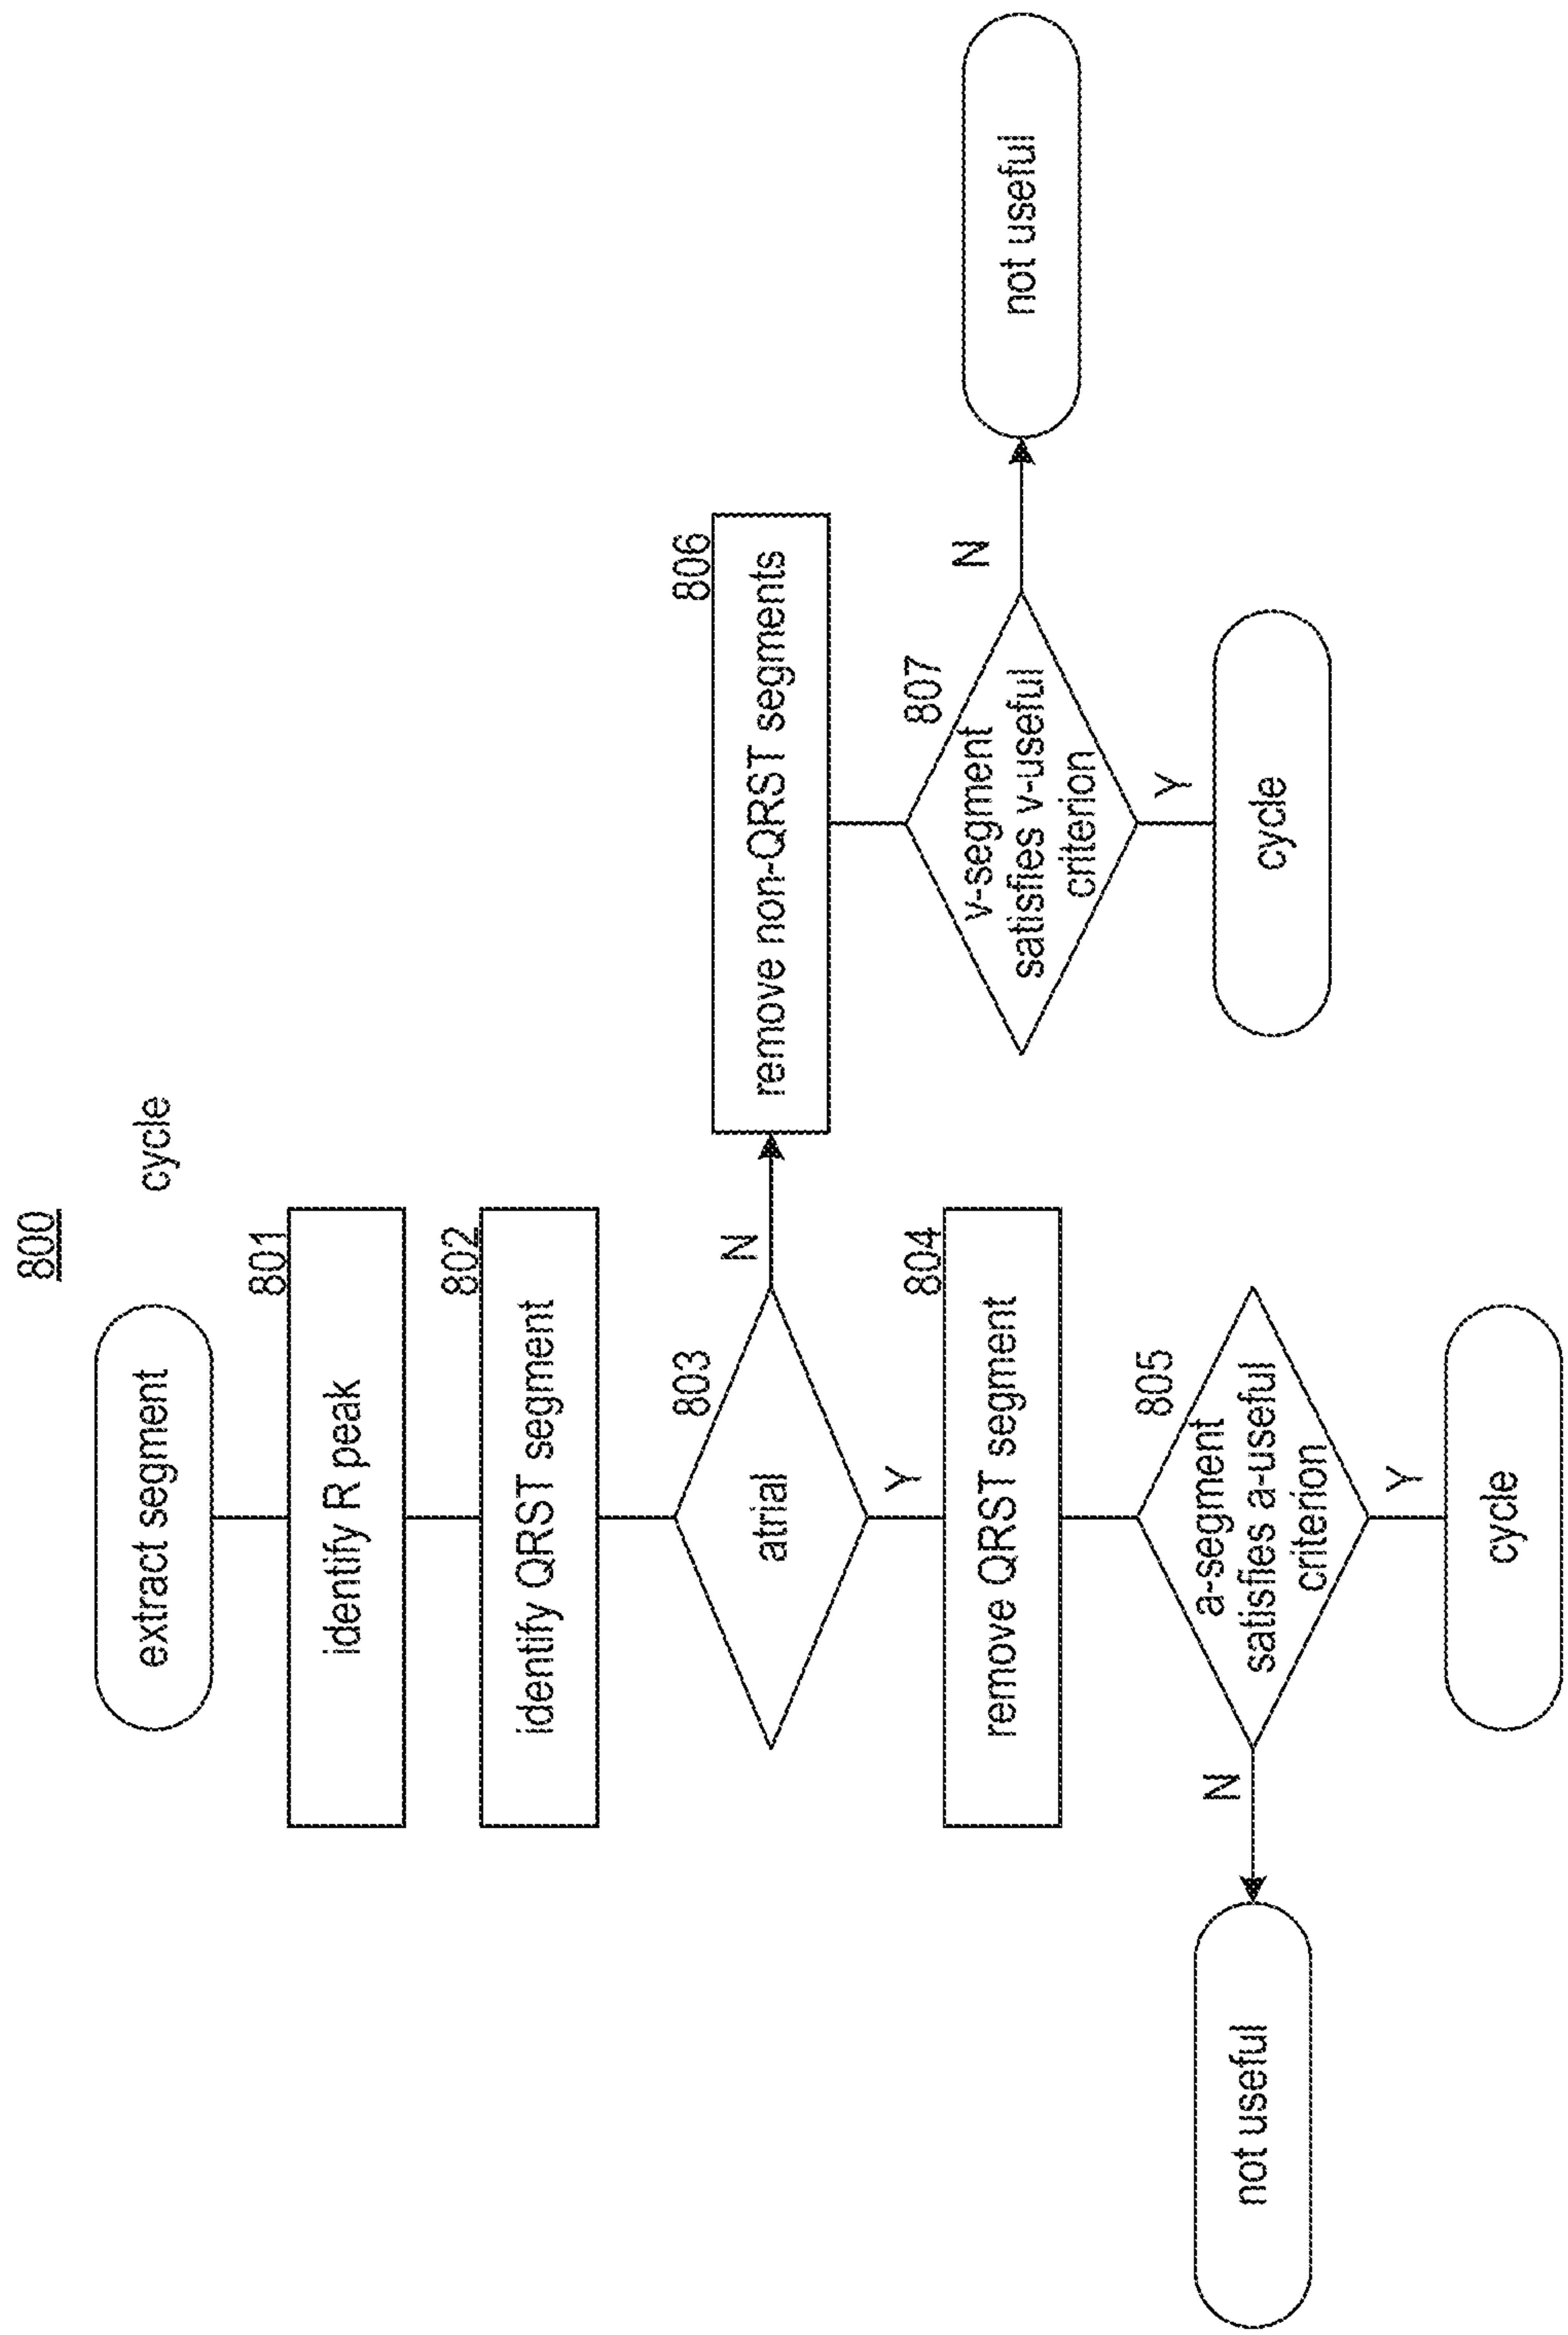 800
extract segment
cycle
801
identify R peak
802
identify QRST segment
803
atrial
N
Y
806
remove non-QRST segments
804
remove QRST segment
807
v-segment
satisfies v-useful
criterion
N
not useful
Y
cycle
805
a-segment
satisfies a-useful
criterion
N
not useful
Y
cycle